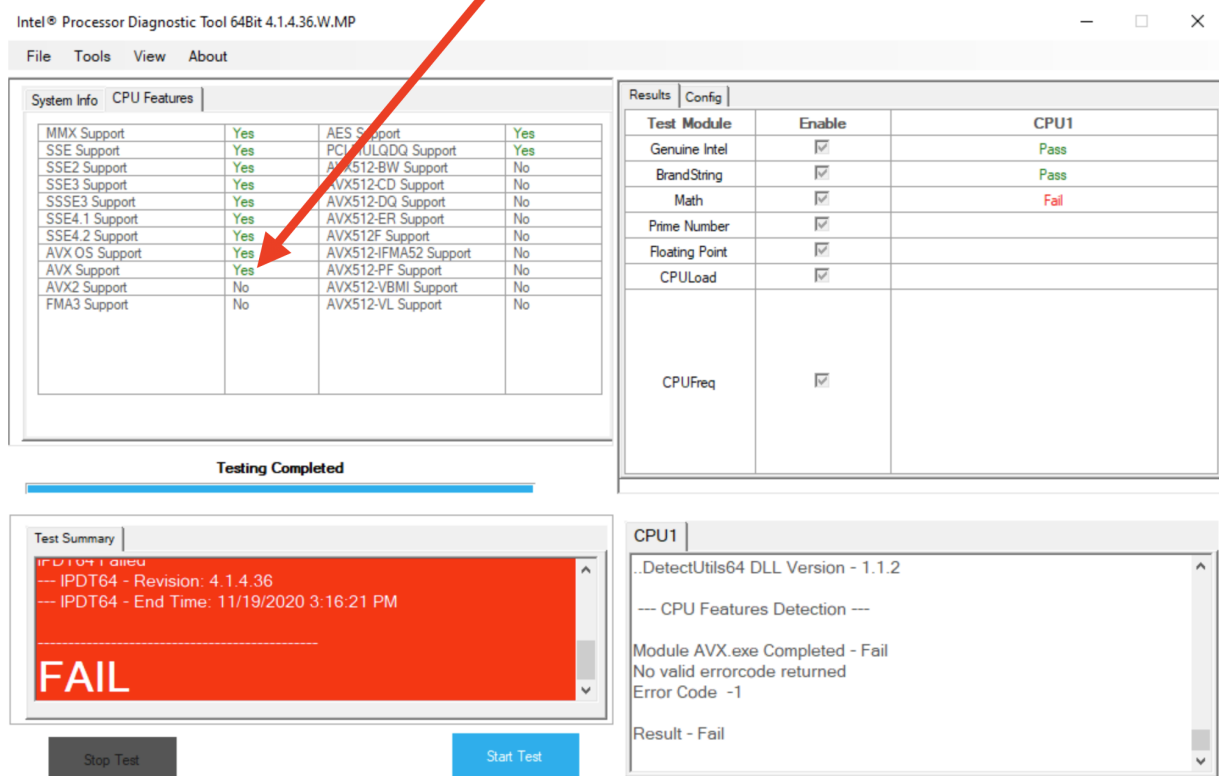 Intel® Processor Diagnostic Tool 64Bit 4.1.4.36.W.MP
File Tools View About
System Info CPU Features
MMX Support Yes AES Support Yes
SSE Support Yes PCLMULQDQ Support Yes
SSE2 Support Yes AVX512-BW Support No
SSE3 Support Yes AVX512-CD Support No
SSSE3 Support Yes AVX512-DQ Support No
SSE4.1 Support Yes AVX512-ER Support No
SSE4.2 Support Yes AVX512F Support No
AVX OS Support Yes AVX512-IFMA52 Support No
AVX Support Yes AVX512-PF Support No
AVX2 Support No AVX512-VBMI Support No
FMA3 Support No AVX512-VL Support No
Testing Completed
Results Config
Test Module Enable CPU1
Genuine Intel Pass
BrandString Pass
Math Fail
Prime Number
Floating Point
CPULoad
CPUFreq
Test Summary
IPDT64 Failed
--- IPDT64 - Revision: 4.1.4.36
--- IPDT64 - End Time: 11/19/2020 3:16:21 PM
----------------------------------------------
FAIL
Stop Test Start Test
CPU1
..DetectUtils64 DLL Version - 1.1.2
--- CPU Features Detection ---
Module AVX.exe Completed - Fail
No valid errorcode returned
Error Code -1
Result - Fail